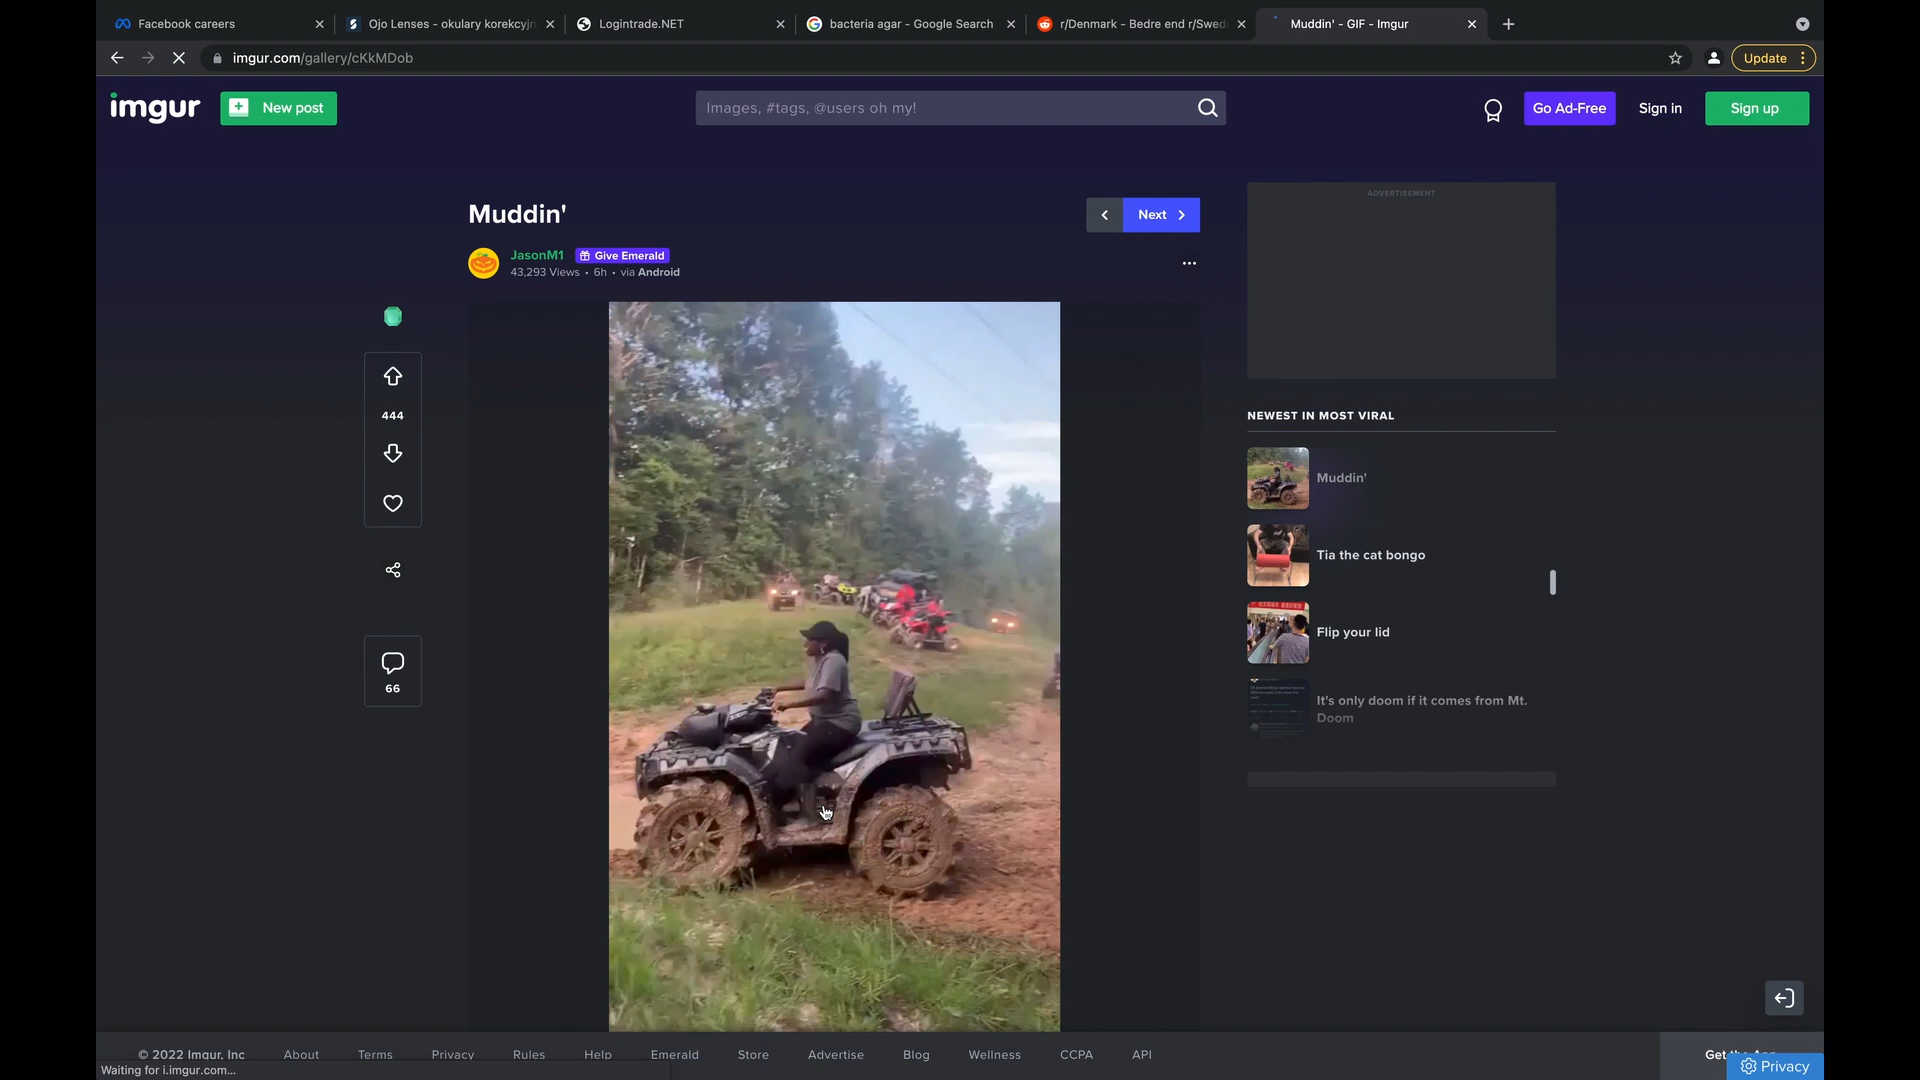 Facebook careers
Ojo Lenses - okulary korekcyjn
Logintrade.NET
bacteria agar - Google Search
r/Denmark - Bedre end r/Swed
Muddin' - GIF - Imgur
imgur.com/gallery/cKkMDob
Update
imgur
New post
Images, #tags, @users oh my!
Go Ad-Free
Sign in
Sign up
Muddin'
Next
JasonM1
Give Emerald
43,293 Views • 6h • via Android
ADVERTISEMENT
444
66
NEWEST IN MOST VIRAL
Muddin'
Tia the cat bongo
Flip your lid
It's only doom if it comes from Mt.
Doom
© 2022 Imgur, Inc
About
Terms
Privacy
Rules
Help
Emerald
Store
Advertise
Blog
Wellness
CCPA
API
Get the App
Privacy
Waiting for i.imgur.com...